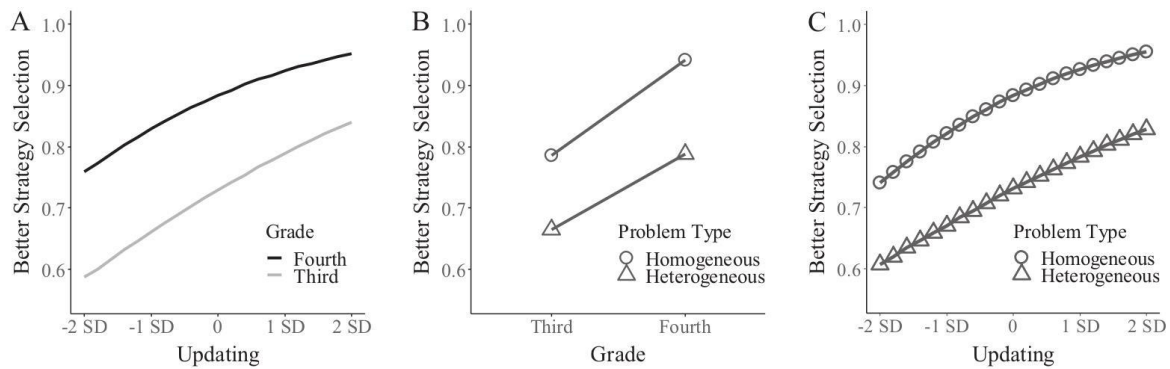 A
Better Strategy Selection
1.0
0.9
0.8
0.7
0.6
Grade
Fourth
Third
-2 SD
-1 SD
0
1 SD
2 SD
Updating
B
Better Strategy Selection
1.0
0.9
0.8
0.7
0.6
Problem Type
Homogeneous
Heterogeneous
Third
Fourth
Grade
C
Better Strategy Selection
1.0
0.9
0.8
0.7
0.6
Problem Type
Homogeneous
Heterogeneous
-2 SD
-1 SD
0
1 SD
2 SD
Updating